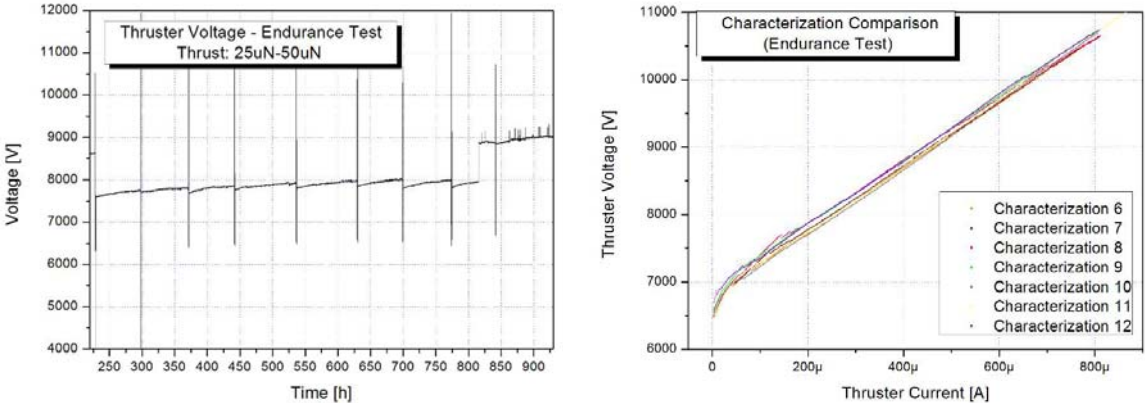 Thruster Voltage - Endurance Test
Thrust: 25uN-50uN
Voltage [V]
12000
11000
10000
9000
8000
7000
6000
5000
4000
250 300 350 400 450 500 550 600 650 700 750 800 850 900
Time [h]
Characterization Comparison
(Endurance Test)
Thruster Voltage [V]
11000
10000
9000
8000
7000
6000
Characterization 6
Characterization 7
Characterization 8
Characterization 9
Characterization 10
Characterization 11
Characterization 12
0 200µ 400µ 600µ 800µ
Thruster Current [A]